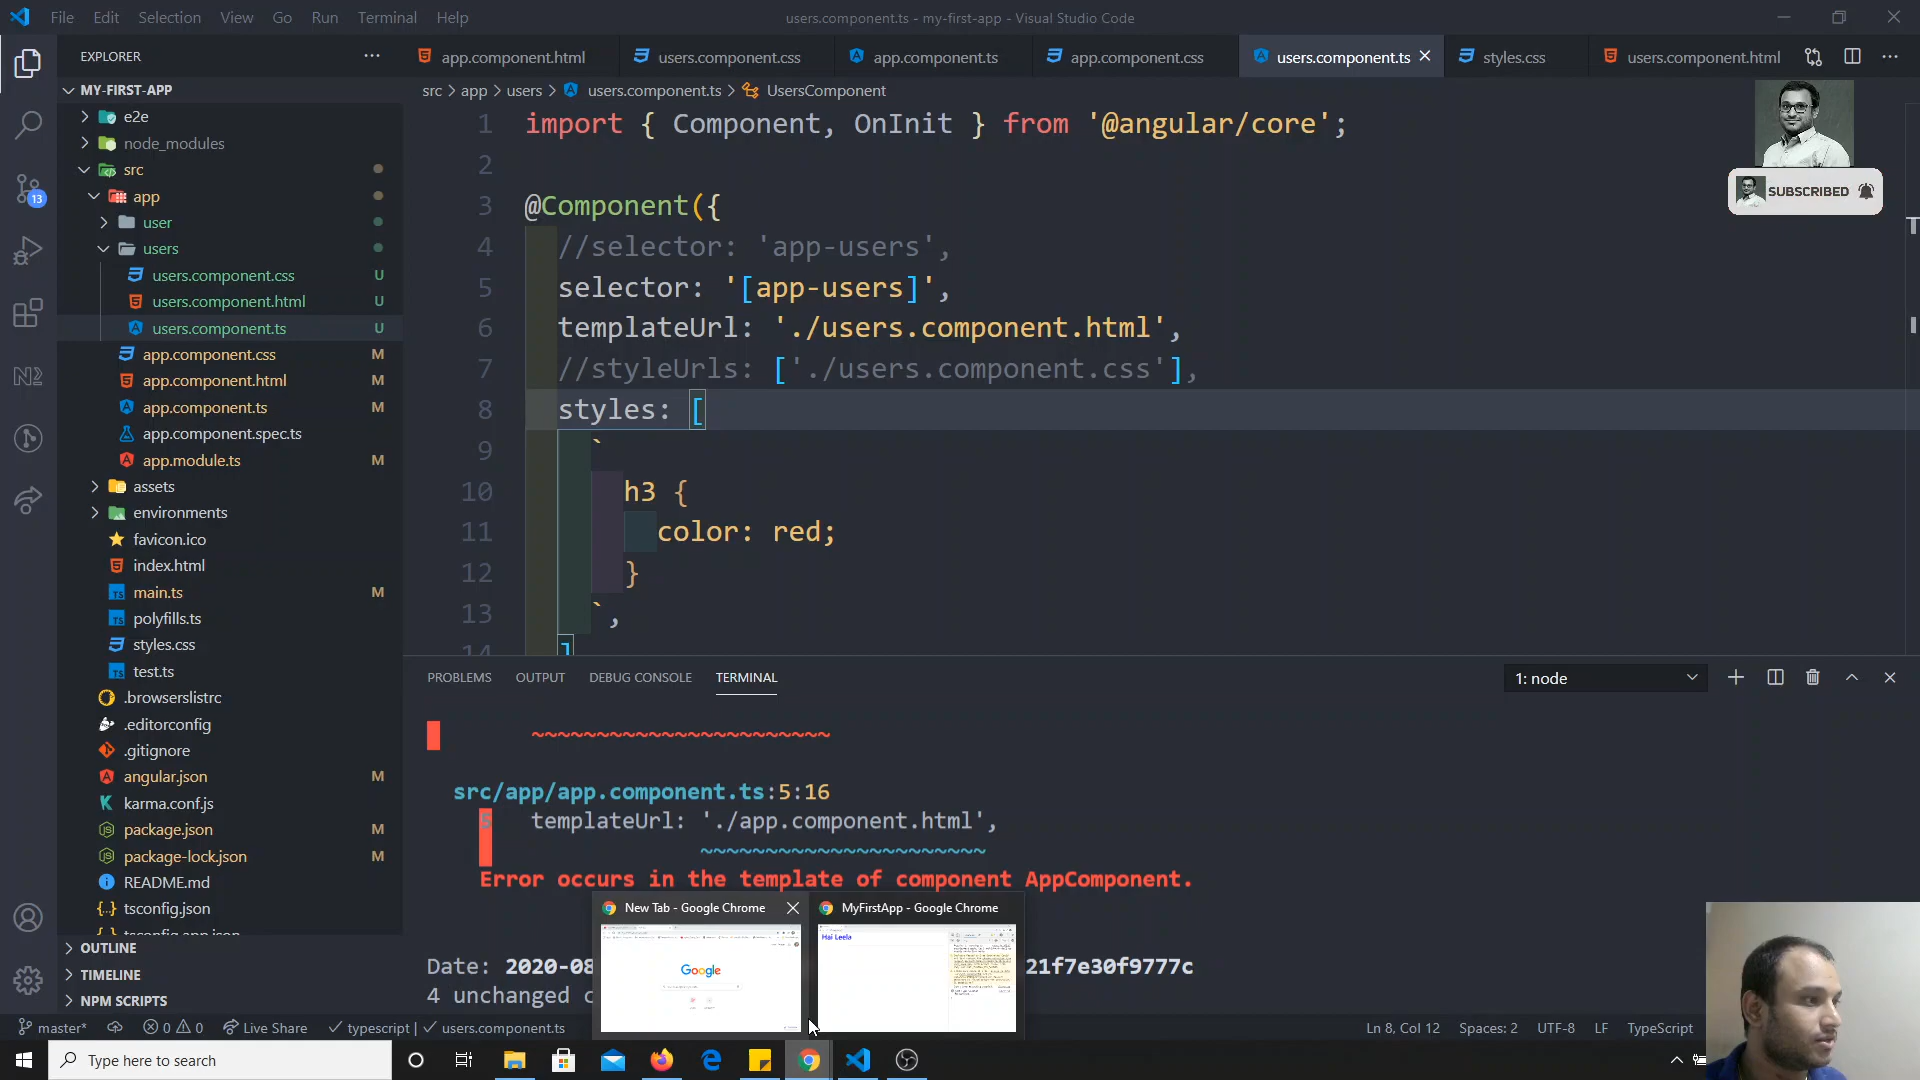 File Edit Selection View Go Run Terminal Help
users.component.ts - my-first-app - Visual Studio Code
EXPLORER
app.component.html
users.component.css
app.component.ts
app.component.css
users.component.ts
styles.css
users.component.html
MY-FIRST-APP
e2e
node_modules
src
app
user
users
users.component.css U
users.component.html U
users.component.ts U
app.component.css M
app.component.html M
app.component.ts M
app.component.spec.ts
app.module.ts M
assets
environments
favicon.ico
index.html
main.ts M
polyfills.ts
styles.css
test.ts
.browserslistrc
.editorconfig
.gitignore
angular.json M
karma.conf.js
package.json M
package-lock.json M
README.md
tsconfig.json
tsconfig.app.json
OUTLINE
TIMELINE
NPM SCRIPTS
13
src > app > users > users.component.ts > UsersComponent
1 import { Component, OnInit } from '@angular/core';
2
3 @Component({
4 //selector: 'app-users',
5 selector: '[app-users]',
6 templateUrl: './users.component.html',
7 //styleUrls: ['./users.component.css'],
8 styles: [
9 `
10 h3 {
11 color: red;
12 }
13 `,
14 ]
SUBSCRIBED
PROBLEMS OUTPUT DEBUG CONSOLE TERMINAL
1: node
~~~~~~~~~~~~~~~~~~~~~~~
src/app/app.component.ts:5:16
5 templateUrl: './app.component.html',
~~~~~~~~~~~~~~~~~~~~~~
Error occurs in the template of component AppComponent.
Date: 2020-08
21f7e30f9777c
4 unchanged c
New Tab - Google Chrome
Google
MyFirstApp - Google Chrome
Hai Leela
master* 0 0 Live Share typescript | users.component.ts
Ln 8, Col 12 Spaces: 2 UTF-8 LF TypeScript
Type here to search